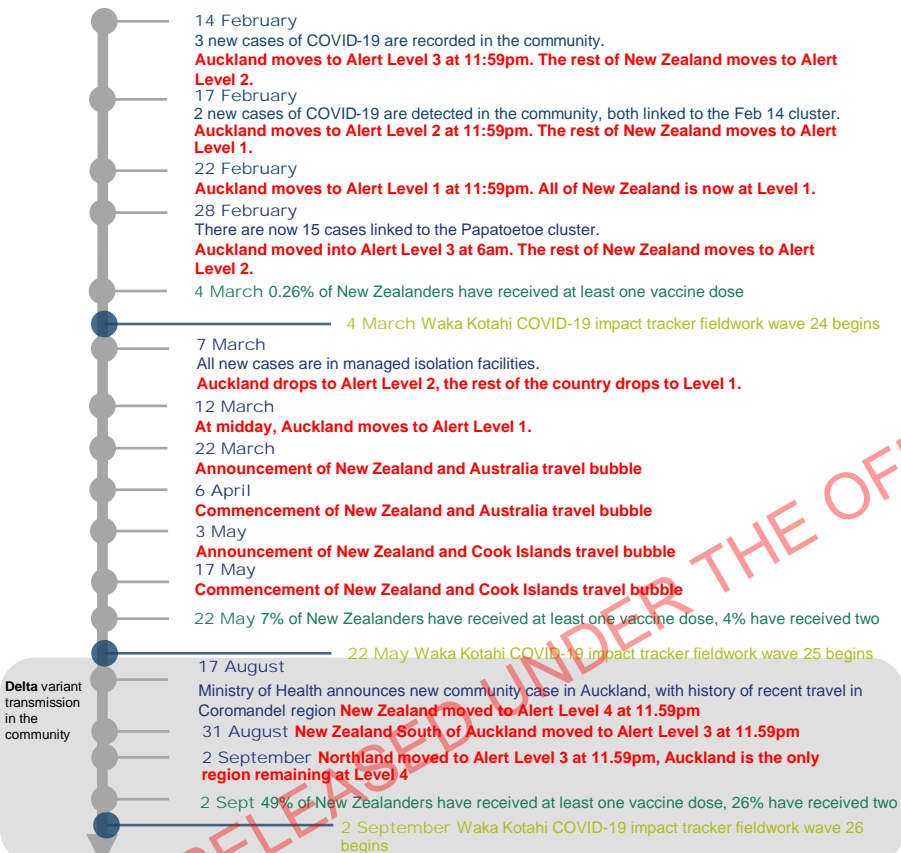 14 February
3 new cases of COVID-19 are recorded in the community.
Auckland moves to Alert Level 3 at 11:59pm. The rest of New Zealand moves to Alert
Level 2.
17 February
2 new cases of COVID-19 are detected in the community, both linked to the Feb 14 cluster.
Auckland moves to Alert Level 2 at 11:59pm. The rest of New Zealand moves to Alert
Level 1.
22 February
Auckland moves to Alert Level 1 at 11:59pm. All of New Zealand is now at Level 1.
28 February
There are now 15 cases linked to the Papatoetoe cluster.
Auckland moved into Alert Level 3 at 6am. The rest of New Zealand moves to Alert
Level 2.
4 March 0.26% of New Zealanders have received at least one vaccine dose
4 March Waka Kotahi COVID-19 impact tracker fieldwork wave 24 begins
7 March
All new cases are in managed isolation facilities.
Auckland drops to Alert Level 2, the rest of the country drops to Level 1.
12 March
At midday, Auckland moves to Alert Level 1.
22 March
Announcement of New Zealand and Australia travel bubble
6 April
Commencement of New Zealand and Australia travel bubble
3 May
Announcement of New Zealand and Cook Islands travel bubble
17 May
Commencement of New Zealand and Cook Islands travel bubble
22 May 7% of New Zealanders have received at least one vaccine dose, 4% have received two
22 May Waka Kotahi COVID-19 impact tracker fieldwork wave 25 begins
Delta variant
transmission
in the
community
17 August
Ministry of Health announces new community case in Auckland, with history of recent travel in
Coromandel region New Zealand moved to Alert Level 4 at 11.59pm
31 August New Zealand South of Auckland moved to Alert Level 3 at 11.59pm
2 September Northland moved to Alert Level 3 at 11.59pm, Auckland is the only
region remaining at Level 4
2 Sept 49% of New Zealanders have received at least one vaccine dose, 26% have received two
2 September Waka Kotahi COVID-19 impact tracker fieldwork wave 26
begins
RELEASED UNDER THE OF